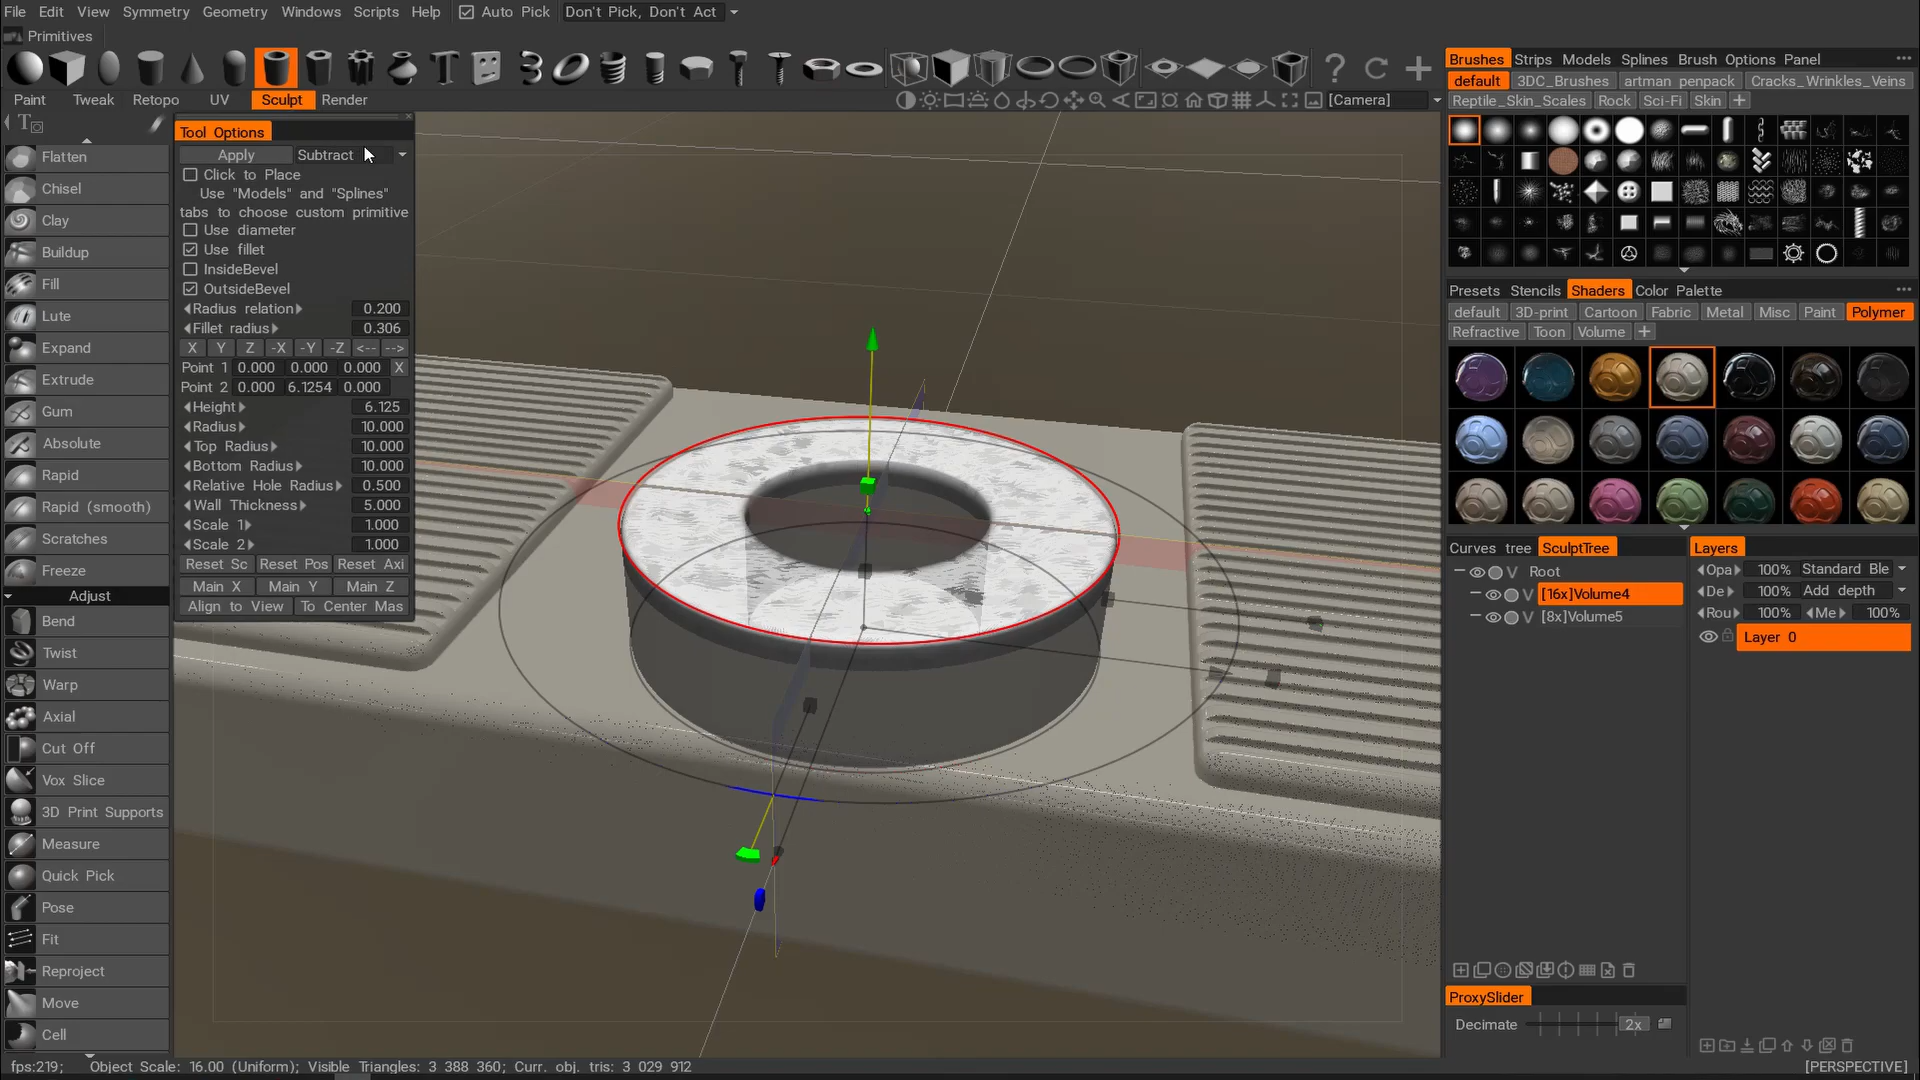 File Edit View Symmetry Geometry Windows Scripts Help Auto Pick Don't Pick, Don't Act
Primitives
Paint Tweak Retopo UV Sculpt Render [Camera]
Flatten
Chisel
Clay
Buildup
Fill
Lute
Expand
Extrude
Gum
Absolute
Rapid
Rapid (smooth)
Scratches
Freeze
Adjust
Bend
Twist
Warp
Axial
Cut Off
Vox Slice
3D Print Supports
Measure
Quick Pick
Pose
Fit
Reproject
Move
Cell
Tool Options
Apply Subtract
Click to Place
Use "Models" and "Splines"
tabs to choose custom primitive
Use diameter
Use fillet
InsideBevel
OutsideBevel
Radius relation 0.200
Fillet radius 0.306
X Y Z -X -Y -Z <-- -->
Point 1 0.000 0.000 0.000 X
Point 2 0.000 6.1254 0.000
Height 6.125
Radius 10.000
Top Radius 10.000
Bottom Radius 10.000
Relative Hole Radius 0.500
Wall Thickness 5.000
Scale 1 1.000
Scale 2 1.000
Reset Sc Reset Pos Reset Axi
Main X Main Y Main Z
Align to View To Center Mas
Brushes Strips Models Splines Brush Options Panel
default 3DC_Brushes artman penpack Cracks_Wrinkles_Veins
Reptile_Skin_Scales Rock Sci-Fi Skin
Presets Stencils Shaders Color Palette
default 3D-print Cartoon Fabric Metal Misc Paint Polymer
Refractive Toon Volume
Curves tree SculptTree
V Root
V [16x]Volume4
V [8x]Volume5
Layers
Opa 100% Standard Ble
De 100% Add depth
Rou 100% Me 100%
Layer 0
ProxySlider
Decimate 2x
fps:219; Object Scale: 16.00 (Uniform); Visible Triangles: 3 388 360; Curr. obj. tris: 3 029 912 [PERSPECTIVE]